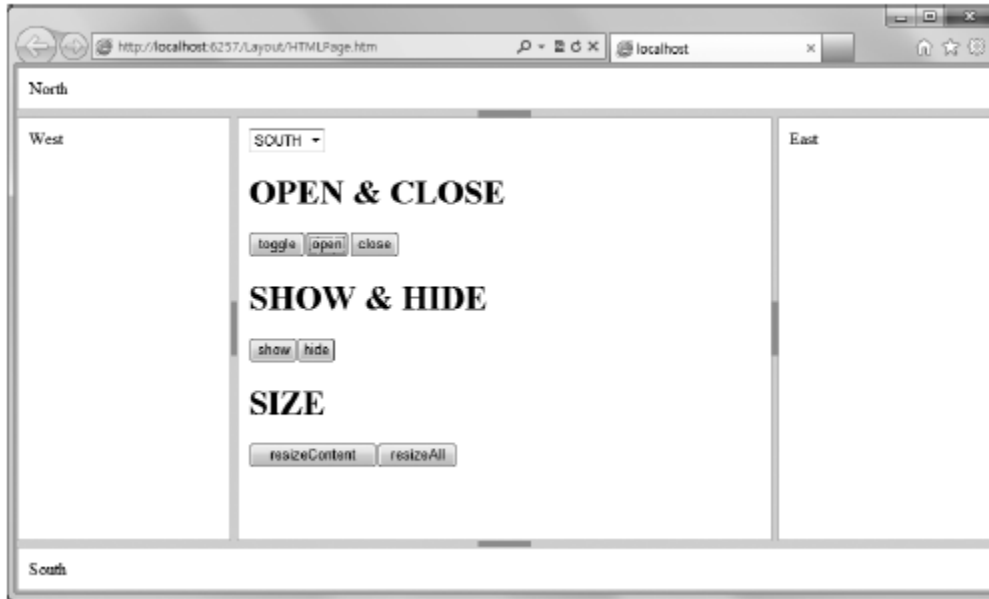 http://localhost:6257/Layout/HTMLPage.htm
localhost
North
West
SOUTH
East
OPEN & CLOSE
toggle open close
SHOW & HIDE
show hide
SIZE
resizeContent resizeAll
South